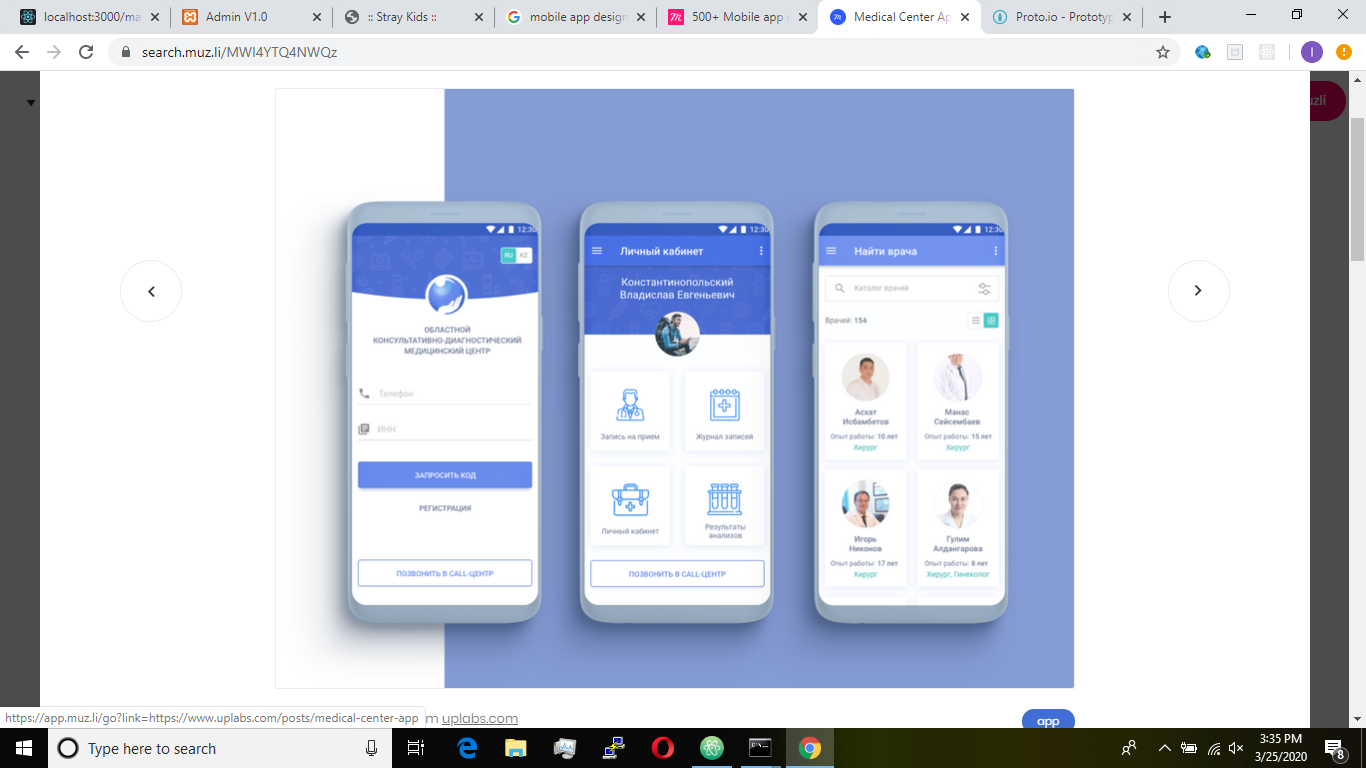 localhost:3000/ma
Admin V1.0
:: Stray Kids ::
mobile app design
500+ Mobile app
Medical Center Ap
Proto.io - Prototyp
search.muz.li/MWI4YTQ4NWQz
I
zli
12:30
RU KZ
ОБЛАСТНОЙ
КОНСУЛЬТАТИВНО-ДИАГНОСТИЧЕСКИЙ
МЕДИЦИНСКИЙ ЦЕНТР
Телефон
ИНН
ЗАПРОСИТЬ КОД
РЕГИСТРАЦИЯ
ПОЗВОНИТЬ В CALL-ЦЕНТР
12:30
Личный кабинет
Константинопольский
Владислав Евгеньевич
Запись на прием
Журнал записей
Личный кабинет
Результаты
анализов
ПОЗВОНИТЬ В CALL-ЦЕНТР
12:30
Найти врача
Каталог врачей
Врачей: 154
Асхат
Исбамбетов
Опыт работы: 10 лет
Хирург
Манас
Сейсембаев
Опыт работы: 15 лет
Хирург
Игорь
Никонов
Опыт работы: 17 лет
Хирург
Гулим
Алдангарова
Опыт работы: 8 лет
Хирург, Гинеколог
https://app.muz.li/go?link=https://www.uplabs.com/posts/medical-center-app
m uplabs.com
app
Type here to search
3:35 PM
3/25/2020
8